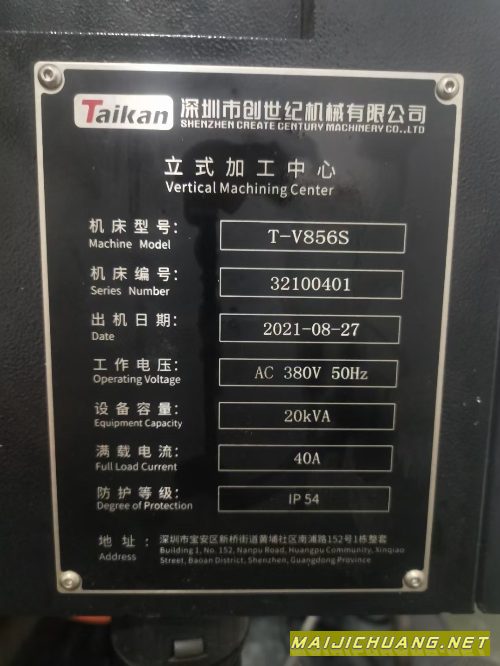 Taikan 深圳市创世纪机械有限公司
SHENZHEN CREATE CENTURY MACHINERY CO.,LTD
立式加工中心
Vertical Machining Center
机床型号: T-V856S
Machine Model
机床编号: 32100401
Series Number
出机日期: 2021-08-27
Date
工作电压: AC 380V 50Hz
Operating Voltage
设备容量: 20kVA
Equipment Capacity
满载电流: 40A
Full Load Current
防护等级: IP 54
Degree of Protection
地址: 深圳市宝安区新桥街道黄埔社区南浦路152号1栋整套
Address Building 1, No. 152, Nanpu Road, Huangpu Community, Xinqiao
Street, Baoan District, Shenzhen, Guangdong Province
MAIJICHUANG.NET